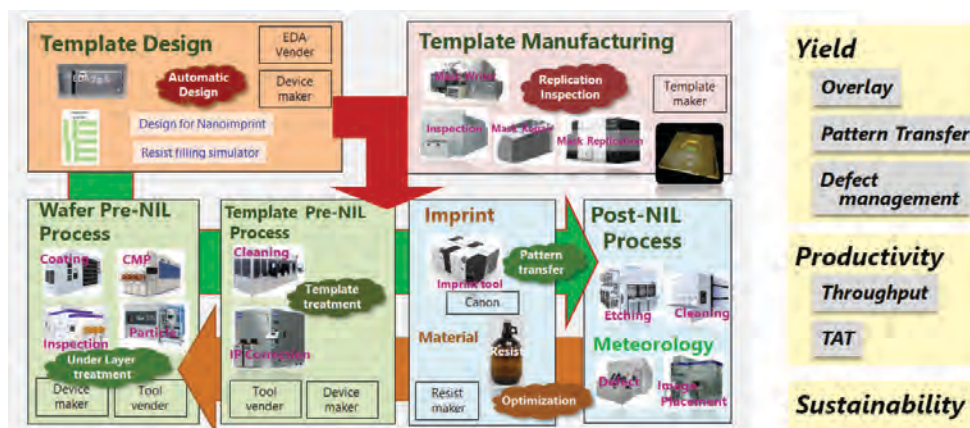 Template Design
EDA
Vender
Automatic
Design
Device
maker
Design for Nanoimprint
Resist filling simulator
Template Manufacturing
Mask Writer
Replication
Inspection
Template
maker
Inspection
Mask Repair
Mask Replication
Wafer Pre-NIL
Process
Coating
CMP
Inspection
Particle
Under Layer
treatment
Device
maker
Tool
vender
Template Pre-NIL
Process
Cleaning
Template
treatment
IP Correction
Tool
vender
Device
maker
Imprint
Pattern
transfer
Imprint tool
Canon
Material
Resist
Resist
maker
Optimization
Post-NIL
Process
Etching
Cleaning
Meteorology
Defect
Image
Placement
Yield
Overlay
Pattern Transfer
Defect
management
Productivity
Throughput
TAT
Sustainability